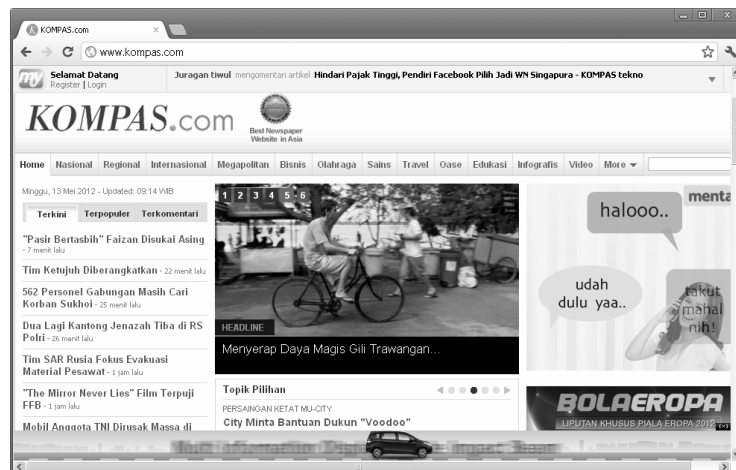 KOMPAS.com
www.kompas.com
my Selamat Datang
Register | Login
Juragan tiwul mengomentari artikel Hindari Pajak Tinggi, Pendiri Facebook Pilih Jadi WN Singapura - KOMPAS tekno
KOMPAS.com
Best Newspaper
Website in Asia
Home Nasional Regional Internasional Megapolitan Bisnis Olahraga Sains Travel Oase Edukasi Infografis Video More
Minggu, 13 Mei 2012 - Updated: 09:14 WIB
Terkini Terpopuler Terkomentari
"Pasir Bertasbih" Faizan Disukai Asing
- 7 menit lalu
Tim Ketujuh Diberangkatkan - 22 menit lalu
562 Personel Gabungan Masih Cari
Korban Sukhoi - 25 menit lalu
Dua Lagi Kantong Jenazah Tiba di RS
Polri - 26 menit lalu
Tim SAR Rusia Fokus Evakuasi
Material Pesawat - 1 jam lalu
"The Mirror Never Lies" Film Terpuji
FFB - 1 jam lalu
Mobil Anggota TNI Dirusak Massa di
1 2 3 4 5 6
HEADLINE
Menyerap Daya Magis Gili Trawangan...
Topik Pilihan
PERSAINGAN KETAT MU-CITY
City Minta Bantuan Dukun "Voodoo"
menta
halooo..
udah
dulu yaa..
takut
mahal
nih!
BOLAEROPA
LIPUTAN KHUSUS PIALA EROPA 2012